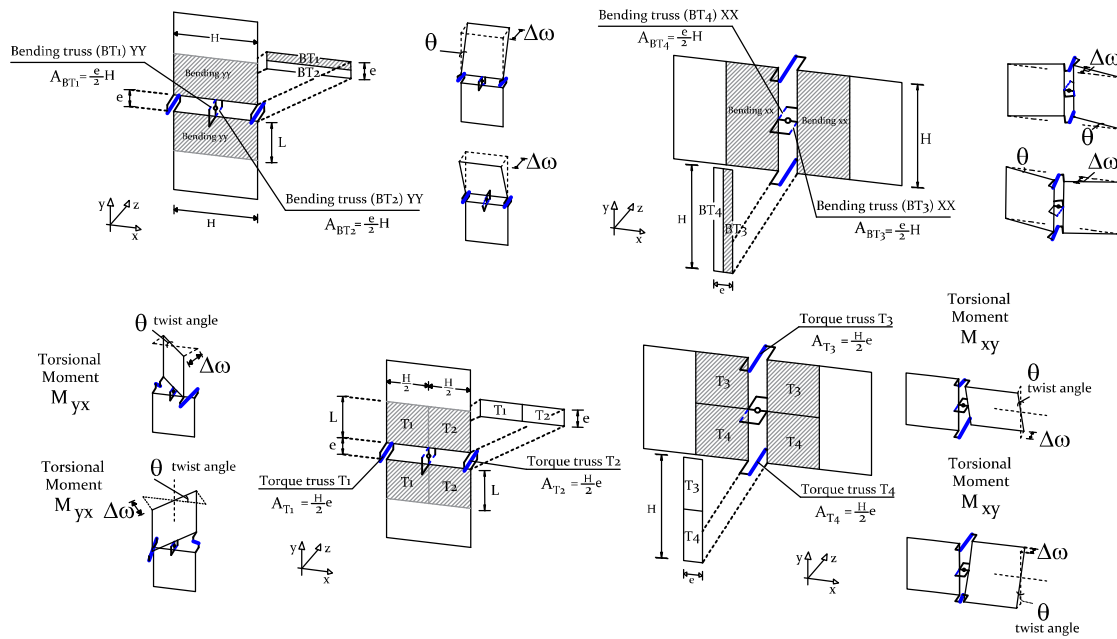 H
Bending truss (BT1) YY
A_BT1 = e/2 H
e
Bending yy
Bending yy
BT1
BT2
e
L
H
Bending truss (BT2) YY
A_BT2 = e/2 H
y z x
θ
Δω
Δω
Bending truss (BT4) XX
A_BT4 = e/2 H
Bending xx
Bending xx
H
H
BT4
BT3
e
Bending truss (BT3) XX
A_BT3 = e/2 H
y z x
Δω
θ
θ
Δω
θ twist angle
Torsional
Moment
M yx
Δω
Torsional
Moment
M yx
θ twist angle
Δω
H/2 H/2
L
e
T1 T2
T1 T2
T1 T2
e
L
Torque truss T1
A_T1 = H/2 e
Torque truss T2
A_T2 = H/2 e
y z x
Torque truss T3
A_T3 = H/2 e
T3 T3
T4 T4
H
T3
T4
e
Torque truss T4
A_T4 = H/2 e
y z x
Torsional
Moment
M xy
θ
twist angle
Δω
Torsional
Moment
M xy
Δω
θ
twist angle